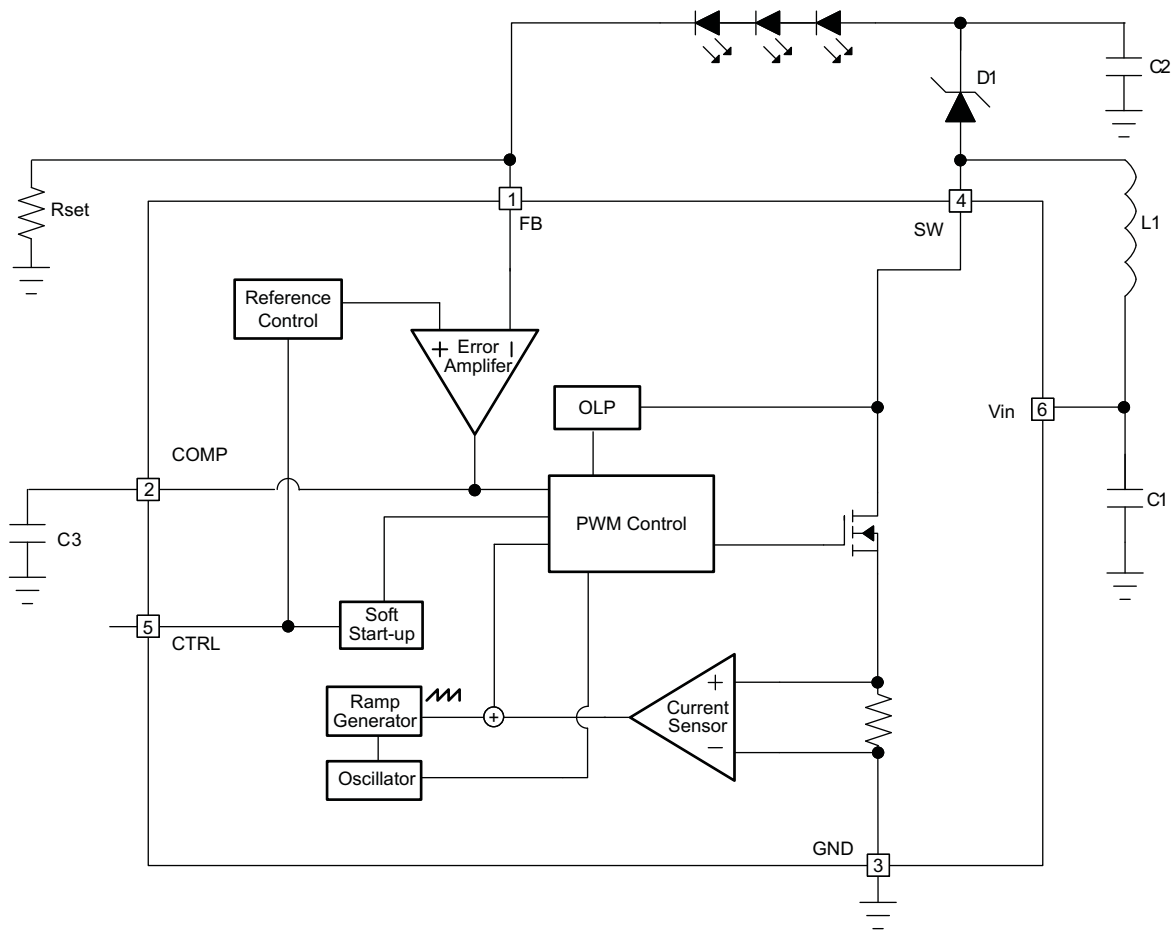 C2
D1
Rset
1
4
FB
SW
L1
Reference
Control
+ Error −
Amplifer
OLP
Vin
6
COMP
2
PWM Control
C1
C3
Soft
Start-up
5
CTRL
Ramp
Generator
+
+
Current
Sensor
−
Oscillator
GND
3